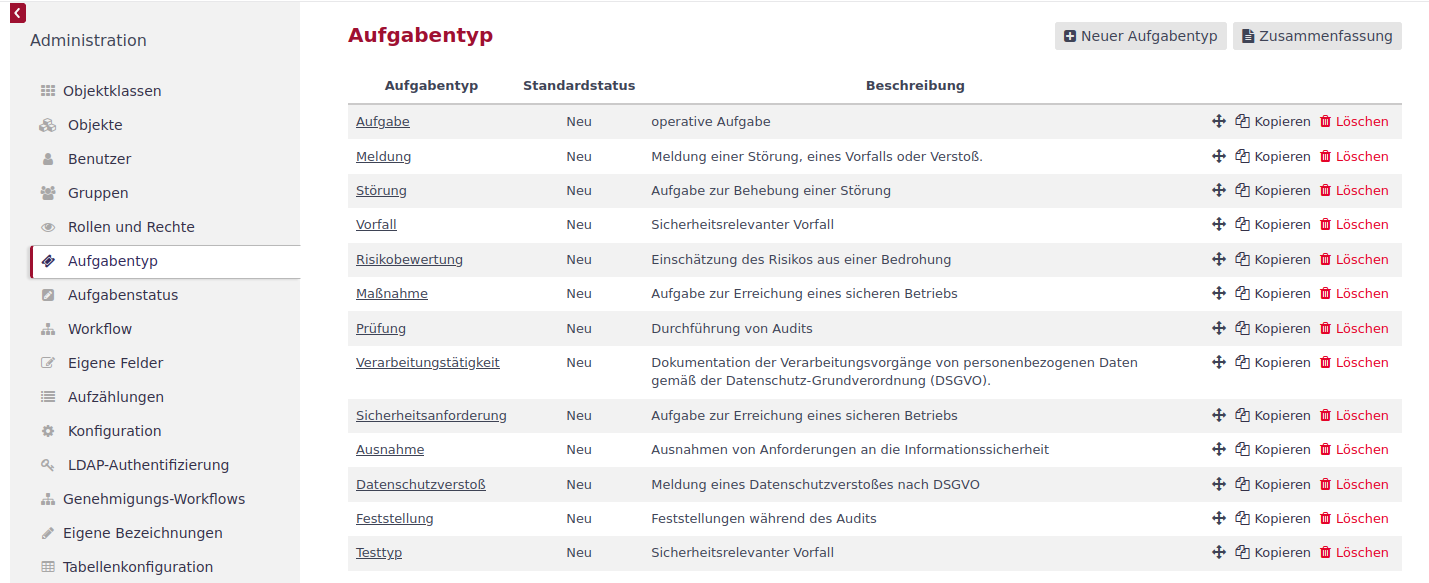 Administration
Objektklassen
Objekte
Benutzer
Gruppen
Rollen und Rechte
Aufgabentyp
Aufgabenstatus
Workflow
Eigene Felder
Aufzählungen
Konfiguration
LDAP-Authentifizierung
Genehmigungs-Workflows
Eigene Bezeichnungen
Tabellenkonfiguration
Aufgabentyp
Neuer Aufgabentyp Zusammenfassung
Aufgabentyp Standardstatus Beschreibung
Aufgabe Neu operative Aufgabe Kopieren Löschen
Meldung Neu Meldung einer Störung, eines Vorfalls oder Verstoß. Kopieren Löschen
Störung Neu Aufgabe zur Behebung einer Störung Kopieren Löschen
Vorfall Neu Sicherheitsrelevanter Vorfall Kopieren Löschen
Risikobewertung Neu Einschätzung des Risikos aus einer Bedrohung Kopieren Löschen
Maßnahme Neu Aufgabe zur Erreichung eines sicheren Betriebs Kopieren Löschen
Prüfung Neu Durchführung von Audits Kopieren Löschen
Verarbeitungstätigkeit Neu Dokumentation der Verarbeitungsvorgänge von personenbezogenen Daten Kopieren Löschen
gemäß der Datenschutz-Grundverordnung (DSGVO).
Sicherheitsanforderung Neu Aufgabe zur Erreichung eines sicheren Betriebs Kopieren Löschen
Ausnahme Neu Ausnahmen von Anforderungen an die Informationssicherheit Kopieren Löschen
Datenschutzverstoß Neu Meldung eines Datenschutzverstoßes nach DSGVO Kopieren Löschen
Feststellung Neu Feststellungen während des Audits Kopieren Löschen
Testtyp Neu Sicherheitsrelevanter Vorfall Kopieren Löschen